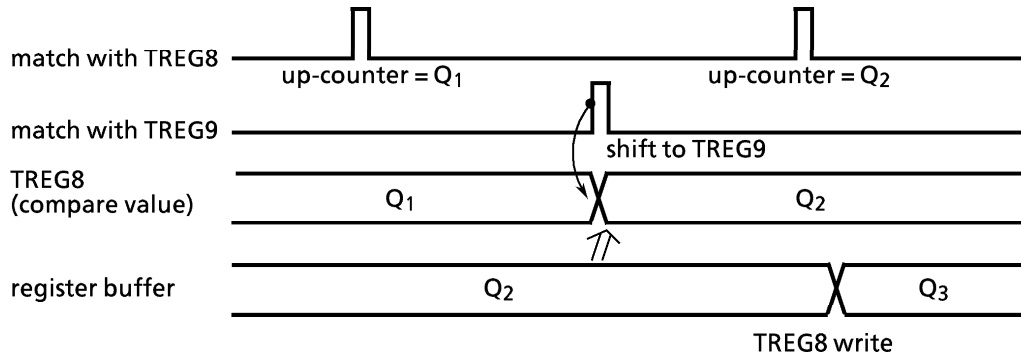 match with TREG8
up-counter = Q1
up-counter = Q2
match with TREG9
shift to TREG9
TREG8
(compare value)
Q1
Q2
register buffer
Q2
Q3
TREG8 write